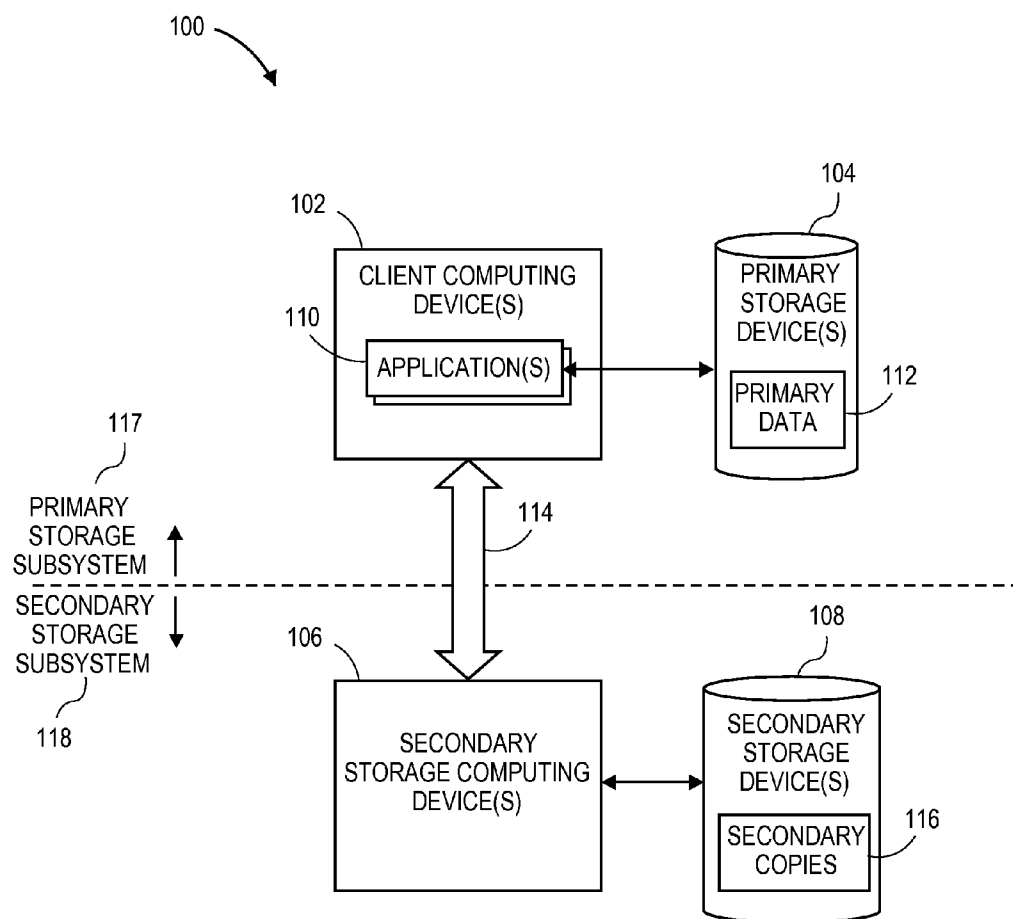 100
102
CLIENT COMPUTING
DEVICE(S)
110
APPLICATION(S)
104
PRIMARY
STORAGE
DEVICE(S)
PRIMARY
DATA
112
117
PRIMARY
STORAGE
SUBSYSTEM
114
SECONDARY
STORAGE
SUBSYSTEM
118
106
SECONDARY
STORAGE COMPUTING
DEVICE(S)
108
SECONDARY
STORAGE
DEVICE(S)
SECONDARY
COPIES
116